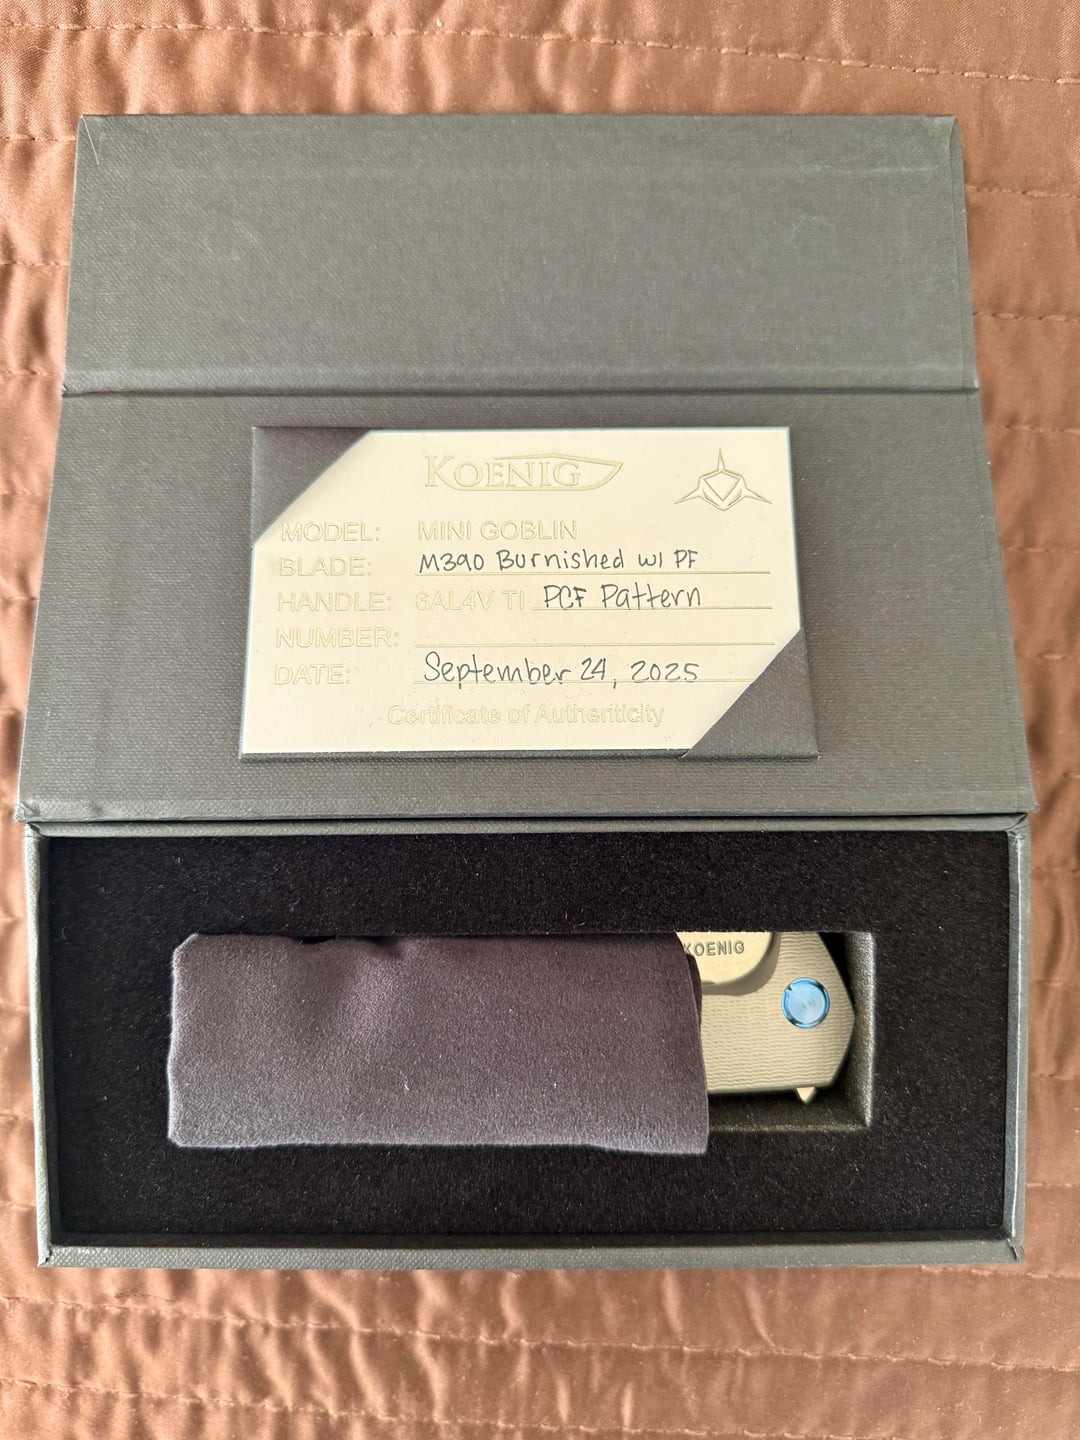 KOENIG
MODEL: MINI GOBLIN
BLADE: M390 Burnished w/ PF
HANDLE: 6AL4V TI PCF Pattern
NUMBER:
DATE: September 24, 2025
Certificate of Authenticity
KOENIG